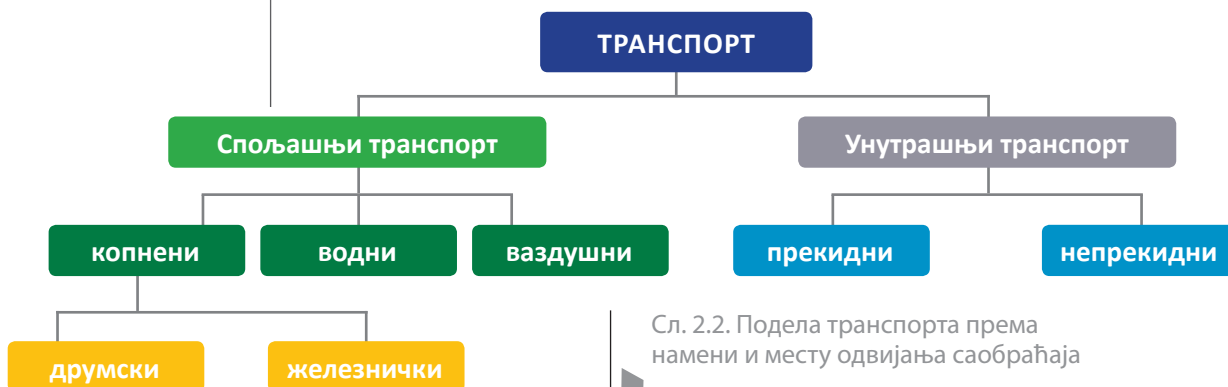 ТРАНСПОРТ
Спољашњи транспорт
Унутрашњи транспорт
копнени
водни
ваздушни
прекидни
непрекидни
друмски
железнички
Сл. 2.2. Подела транспорта према
намени и месту одвијања саобраћаја